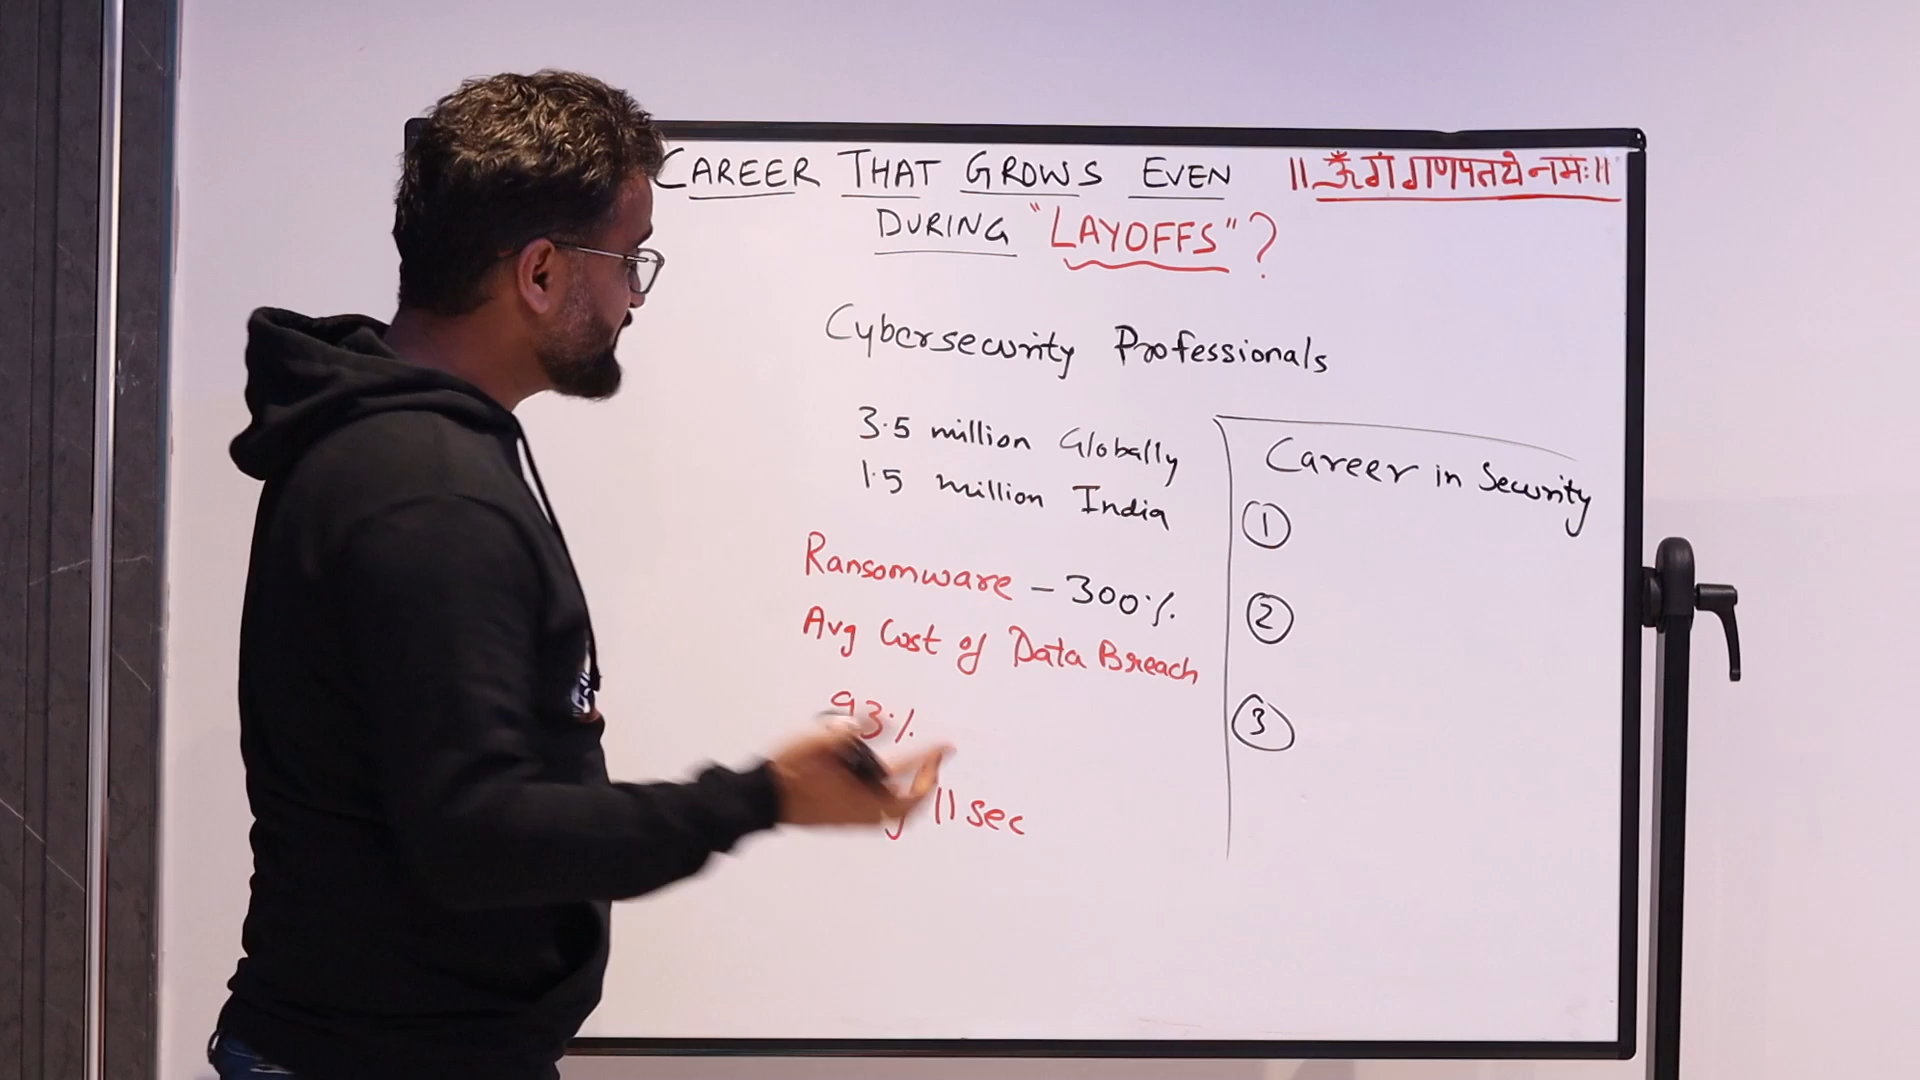 CAREER THAT GROWS EVEN
DURING "LAYOFFS"?
॥ ॐ गं गणपतये नमः॥
Cybersecurity Professionals
3.5 million Globally
1.5 million India
Ransomware - 300%
Avg Cost of Data Breach
93%
11 sec
Career in Security
1
2
3